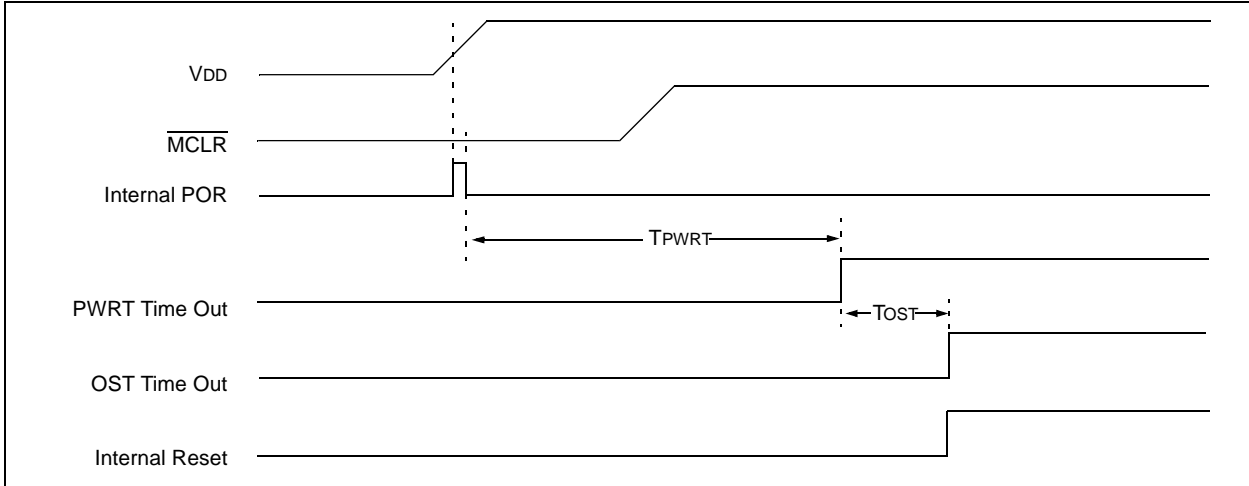 VDD
MCLR
Internal POR
TPWRT
PWRT Time Out
TOST
OST Time Out
Internal Reset